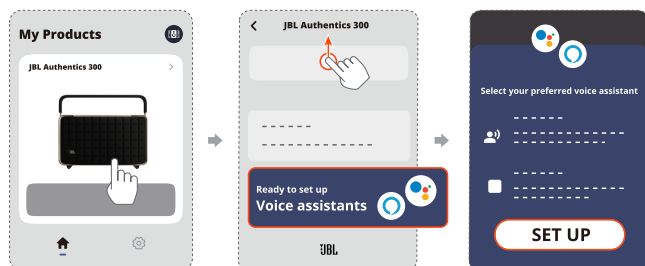 My Products
JBL Authentics 300
JBL Authentics 300
Ready to set up
Voice assistants
JBL
Select your preferred voice assistant
SET UP